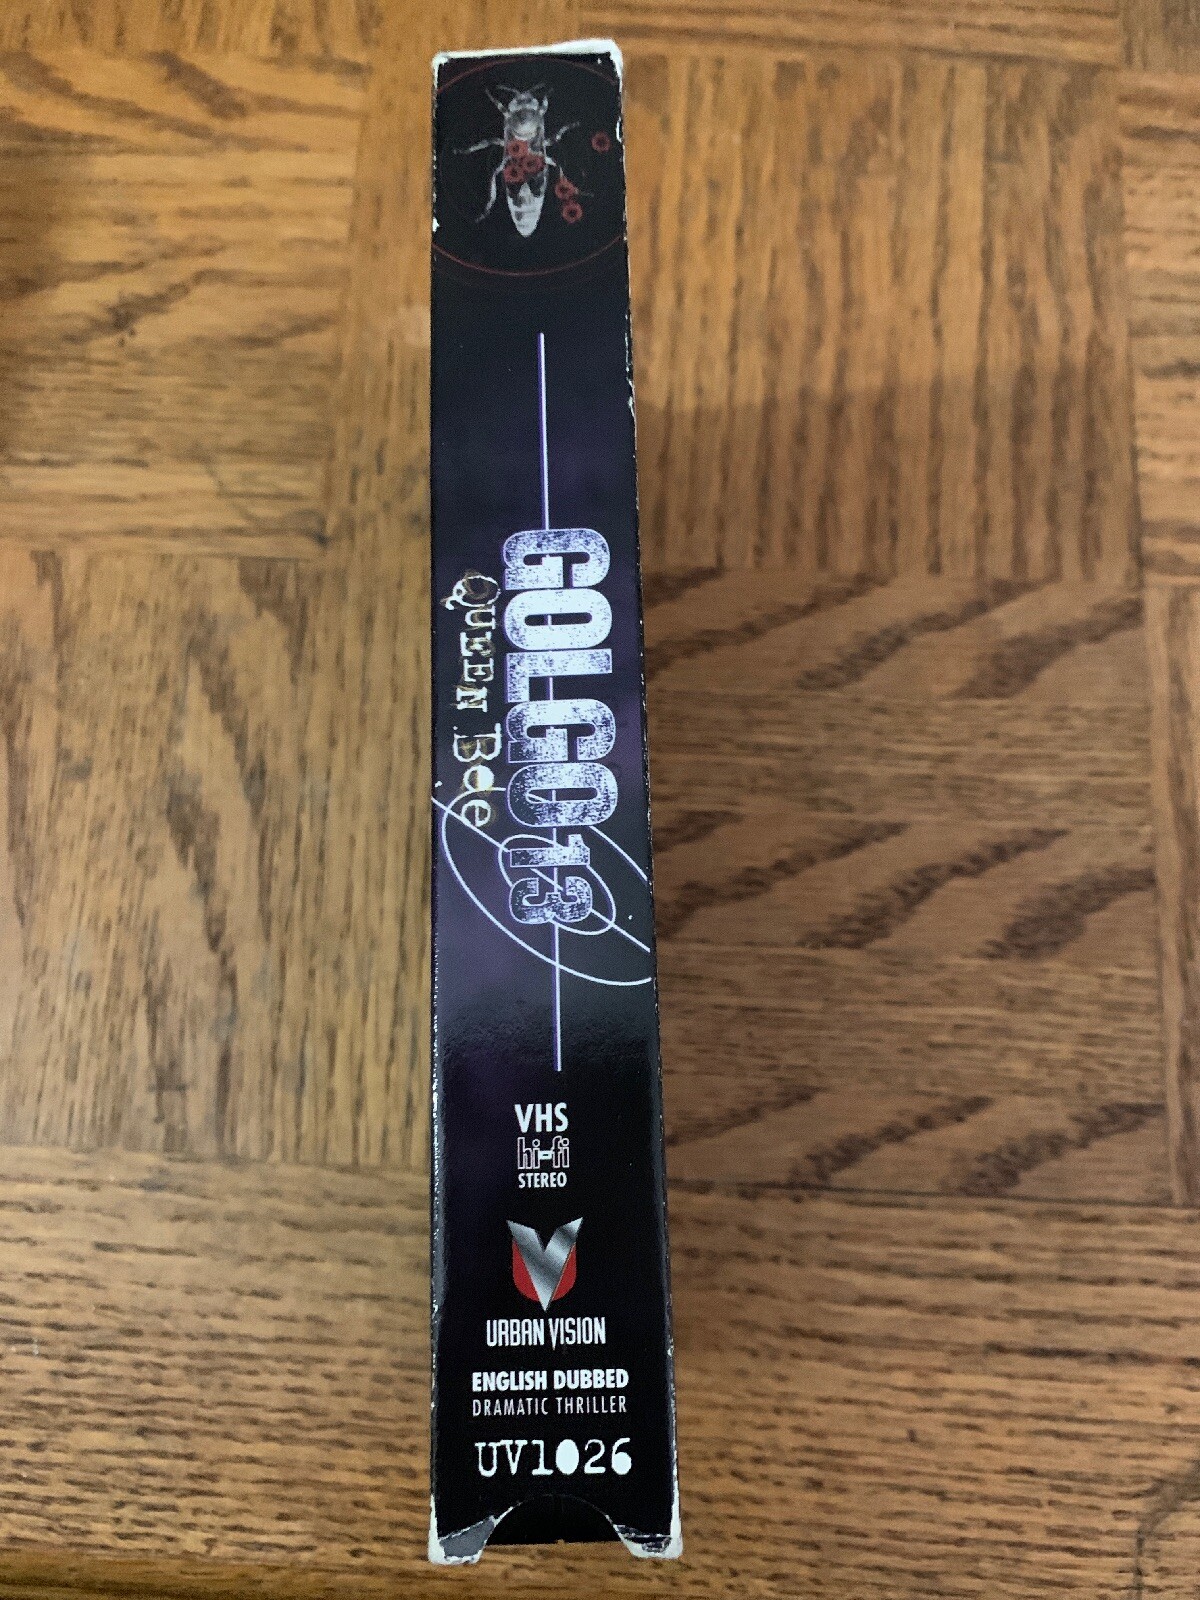 GOLGO 13
QUEEN Bee
VHS
hi-fi
STEREO
URBAN VISION
ENGLISH DUBBED
DRAMATIC THRILLER
UV1026